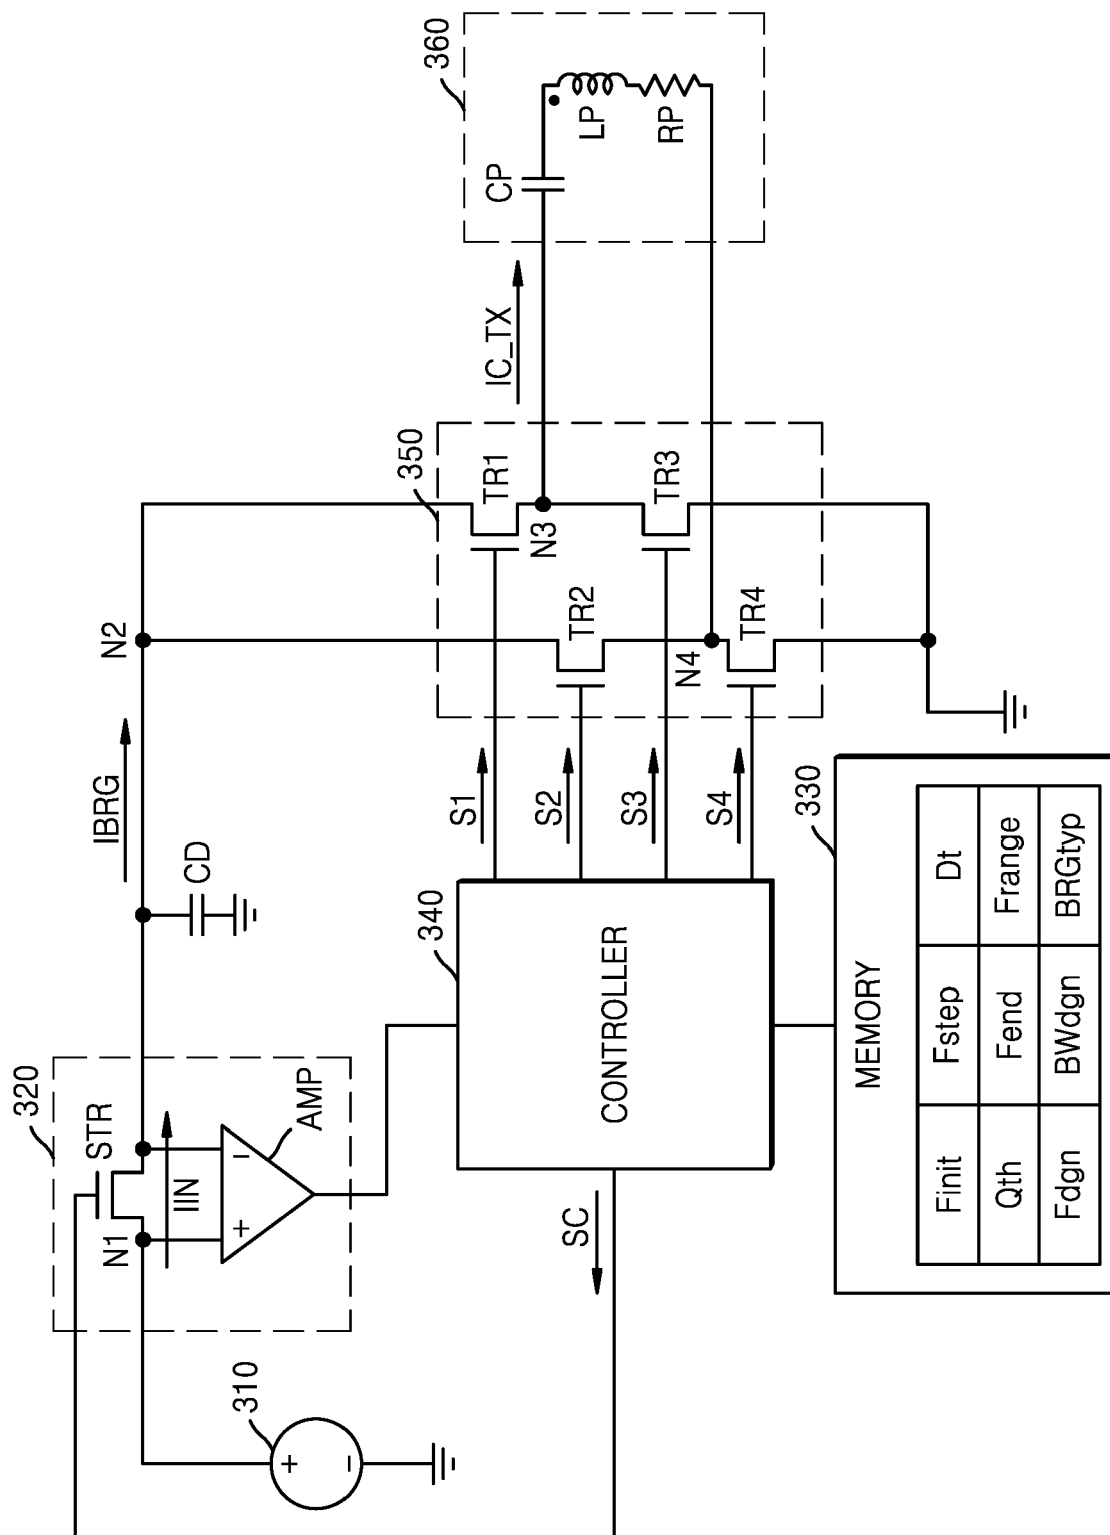 310
+
-
320
STR
N1
IIN
+
-
AMP
SC
CD
IBRG
N2
340
CONTROLLER
S1
S2
S3
S4
350
TR1
N3
TR2
TR3
N4
TR4
IC_TX
360
CP
LP
RP
330
MEMORY
Finit Fstep Dt
Qth Fend Frange
Fdgn BWdgn BRGtyp